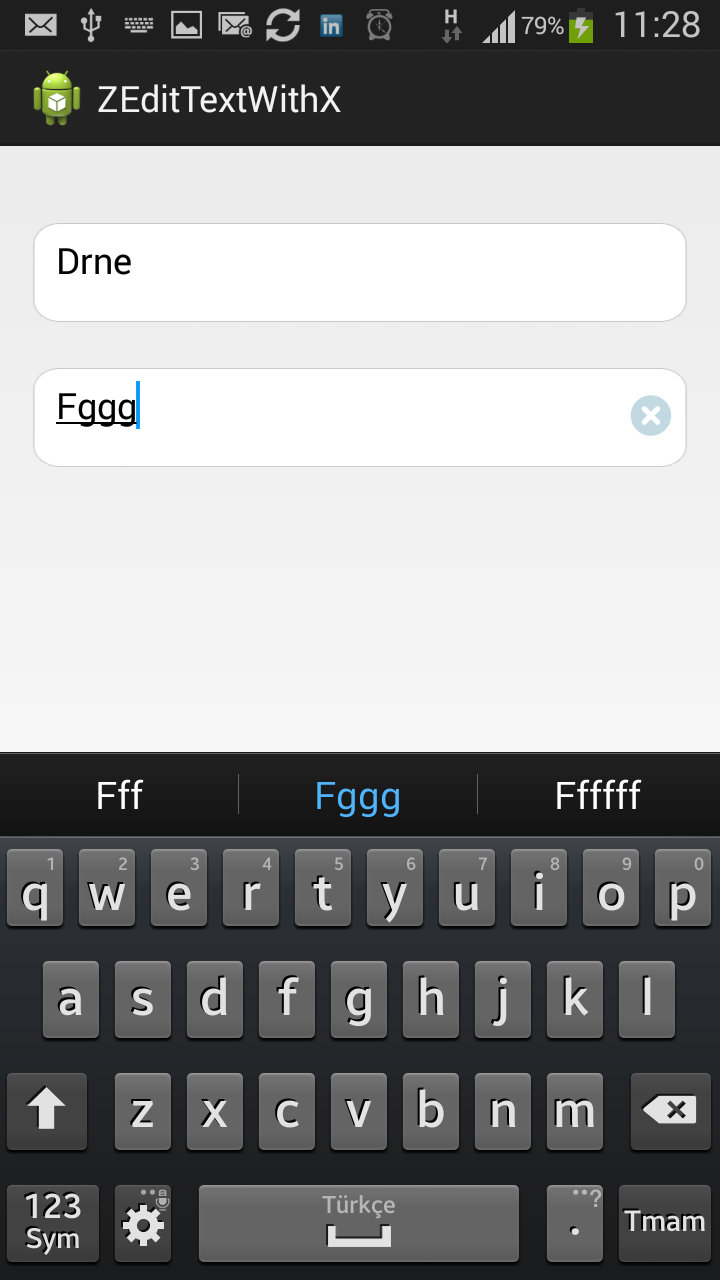 H 79% 11:28
ZEditTextWithX
Drne
Fggg
Fff Fggg Ffffff
1 2 3 4 5 6 7 8 9 0
q w e r t y u i o p
a s d f g h j k l
z x c v b n m
123 Sym Türkçe . ...? Tmam